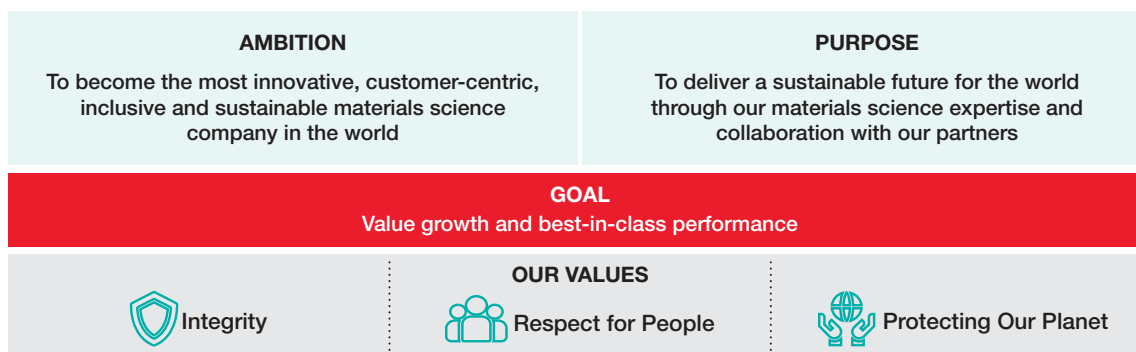 AMBITION
To become the most innovative, customer-centric,
inclusive and sustainable materials science
company in the world
PURPOSE
To deliver a sustainable future for the world
through our materials science expertise and
collaboration with our partners
GOAL
Value growth and best-in-class performance
OUR VALUES
Integrity
Respect for People
Protecting Our Planet